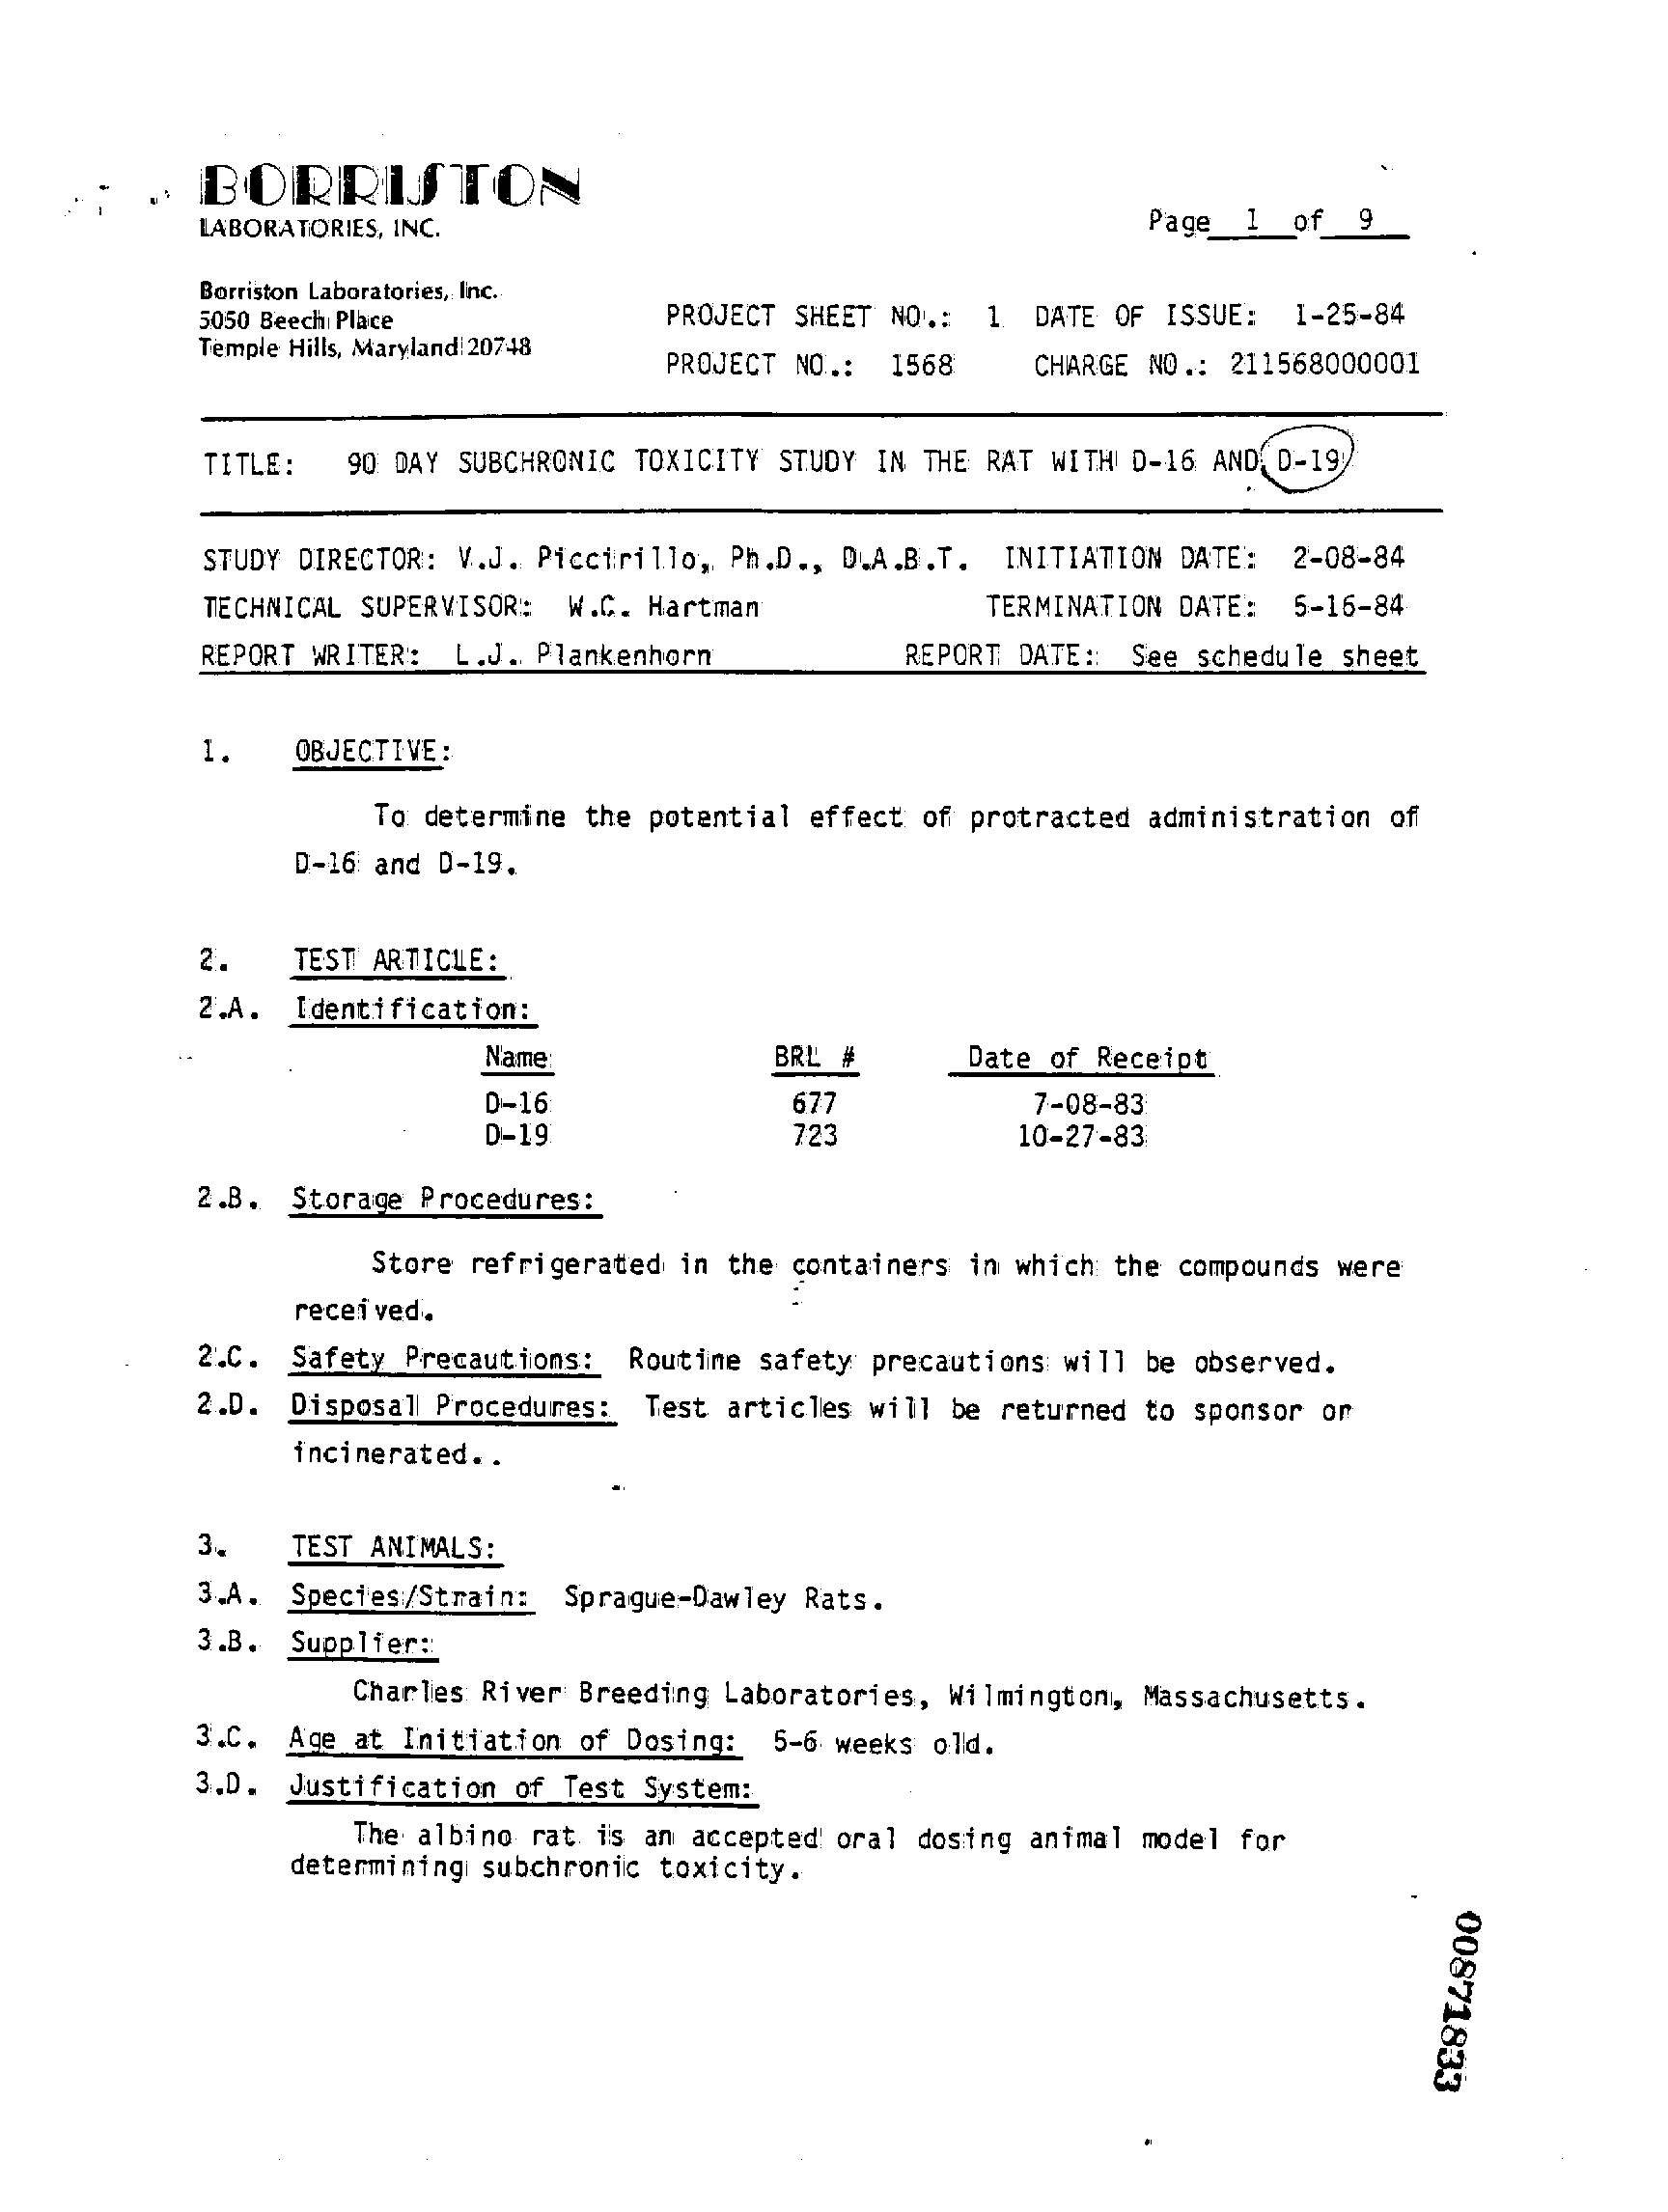 BORRISTON
LABORATORIES, INC.
Page 1 of 9
Borriston Laboratories, Inc.
5050 Beech Place
Temple Hills, Maryland 20748
PROJECT SHEET NO.: 1 DATE OF ISSUE: 1-25-84
PROJECT NO.: 1568 CHARGE NO.: 211568000001
TITLE: 90 DAY SUBCHRONIC TOXICITY STUDY IN THE RAT WITH D-16 AND D-19
STUDY DIRECTOR: V.J. Piccirillo, Ph.D., D.A.B.T. INITIATION DATE: 2-08-84
TECHNICAL SUPERVISOR: W.C. Hartman TERMINATION DATE: 5-16-84
REPORT WRITER: L.J. Plankenhorn REPORT DATE: See schedule sheet
1. OBJECTIVE:
To determine the potential effect of protracted administration of
D-16 and D-19.
2. TEST ARTICLE:
2.A. Identification:
Name BRL # Date of Receipt
D-16 677 7-08-83
D-19 723 10-27-83
2.B. Storage Procedures:
Store refrigerated in the containers in which the compounds were
received.
2.C. Safety Precautions: Routine safety precautions will be observed.
2.D. Disposal Procedures: Test articles will be returned to sponsor or
incinerated..
3. TEST ANIMALS:
3.A. Species/Strain: Sprague-Dawley Rats.
3.B. Supplier:
Charles River Breeding Laboratories, Wilmington, Massachusetts.
3.C. Age at Initiation of Dosing: 5-6 weeks old.
3.D. Justification of Test System:
The albino rat is an accepted oral dosing animal model for
determining subchronic toxicity.
00871833